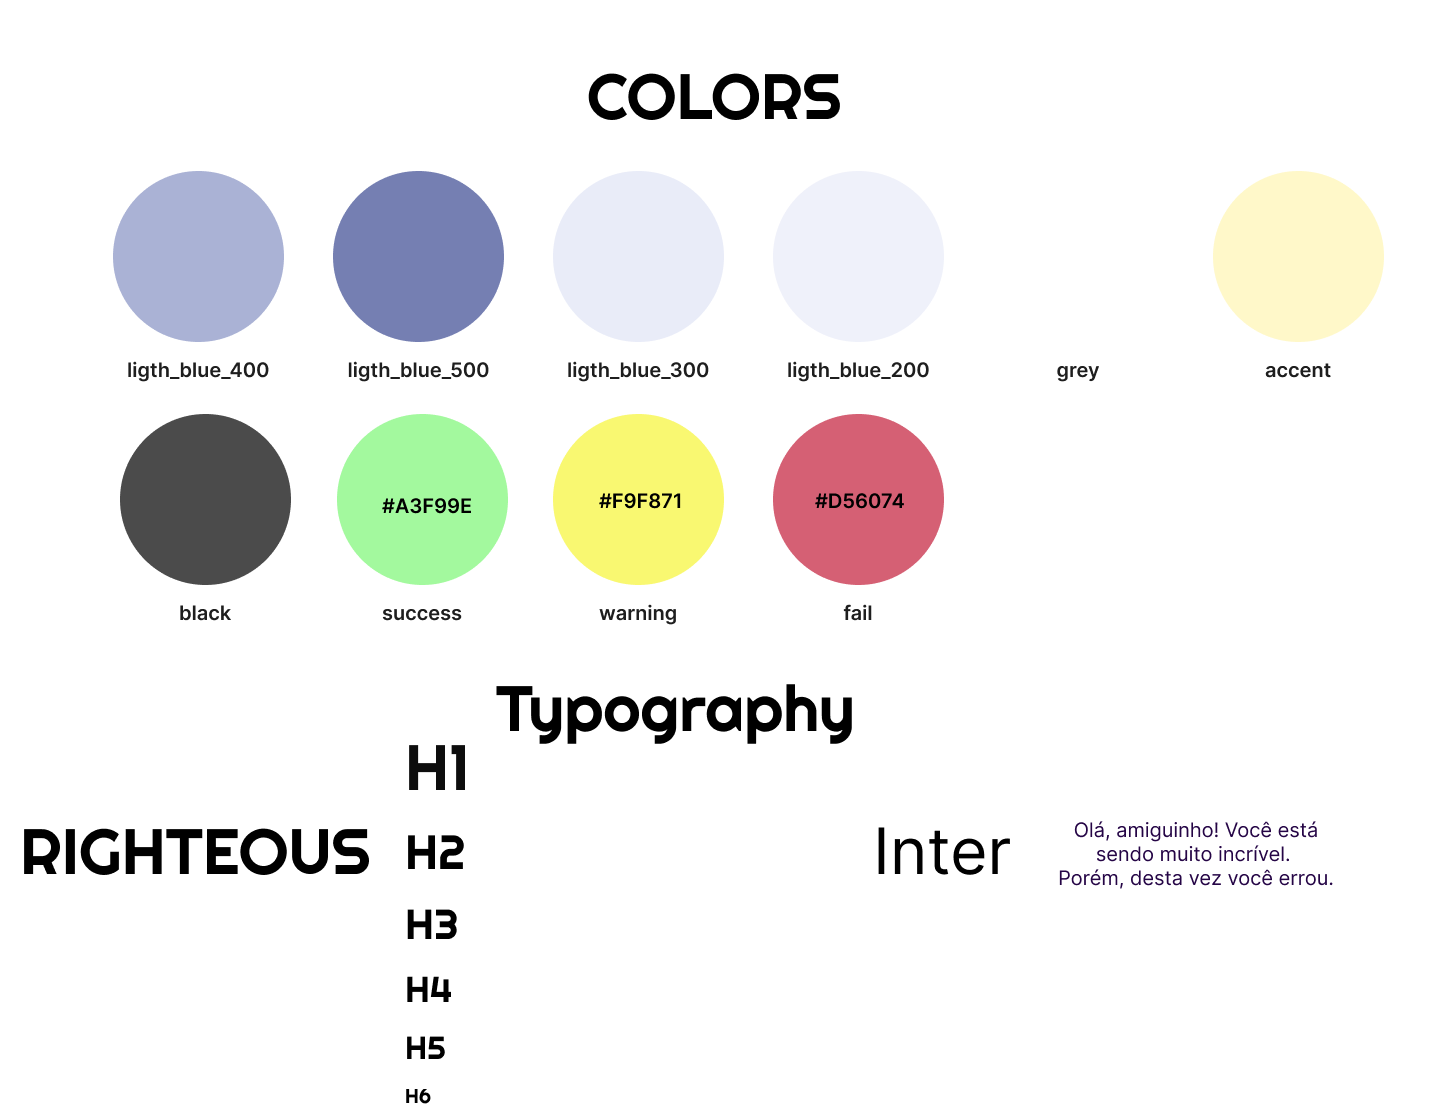 COLORS
ligth_blue_400
ligth_blue_500
ligth_blue_300
ligth_blue_200
grey
accent
#A3F99E
#F9F871
#D56074
black
success
warning
fail
Typography
RIGHTEOUS
H1
H2
H3
H4
H5
H6
Inter
Olá, amiguinho! Você está
sendo muito incrível.
Porém, desta vez você errou.